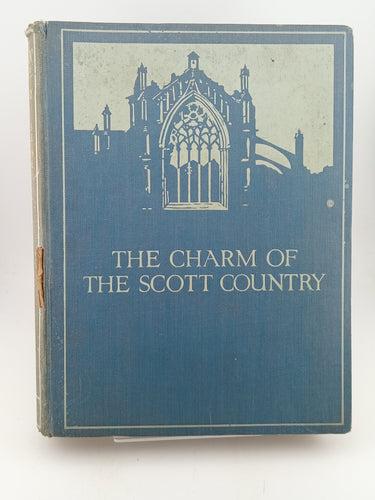 THE CHARM OF
THE SCOTT COUNTRY